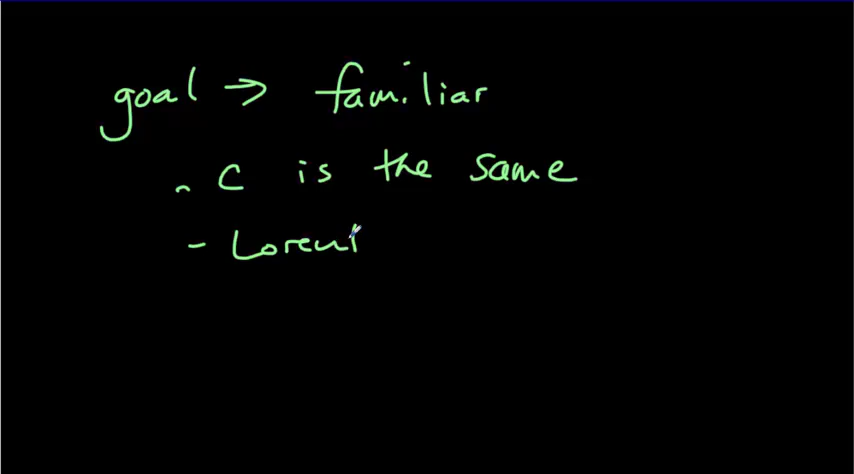 goal → familiar
- C is the same
- Lorent